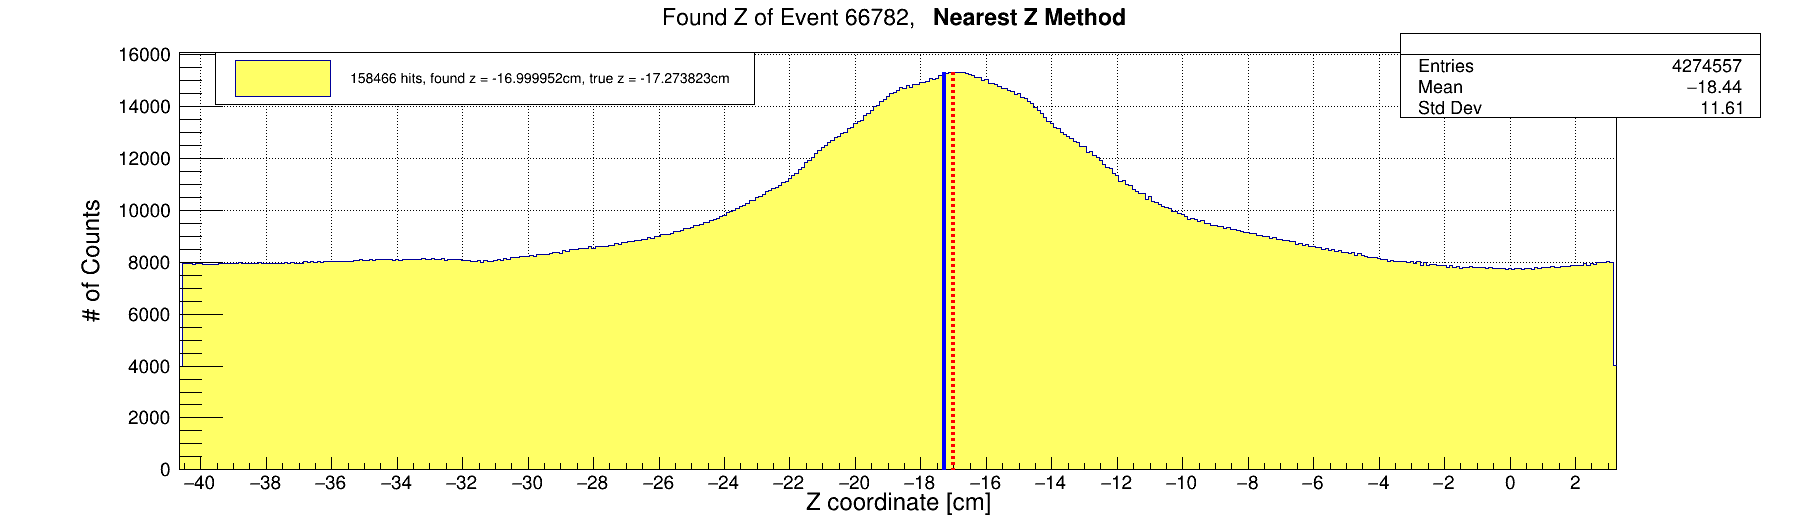 Found Z of Event 66782, Nearest Z Method
158466 hits, found z = -16.999952cm, true z = -17.273823cm
Entries 4274557
Mean −18.44
Std Dev 11.61
# of Counts
16000
14000
12000
10000
8000
6000
4000
2000
0
−40 −38 −36 −34 −32 −30 −28 −26 −24 −22 −20 −18 −16 −14 −12 −10 −8 −6 −4 −2 0 2
Z coordinate [cm]